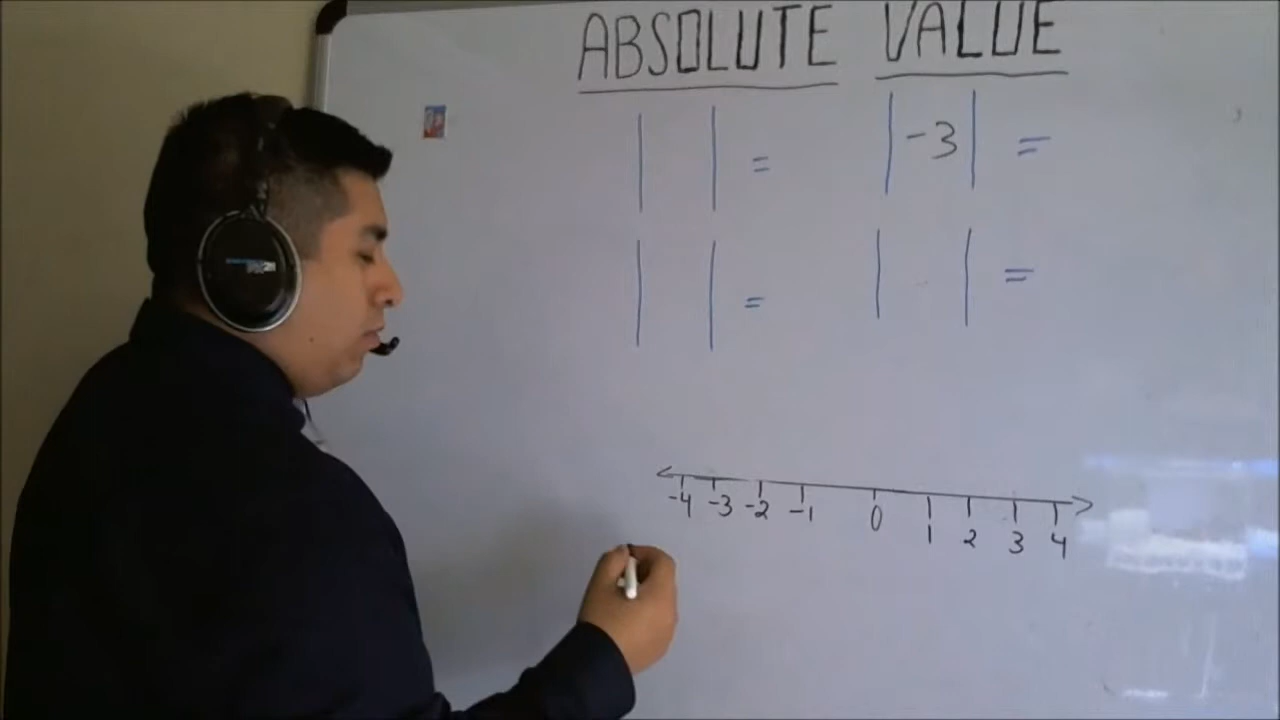 ABSOLUTE VALUE
| | = |-3| =
| | = | | =
-4 -3 -2 -1 0 1 2 3 4